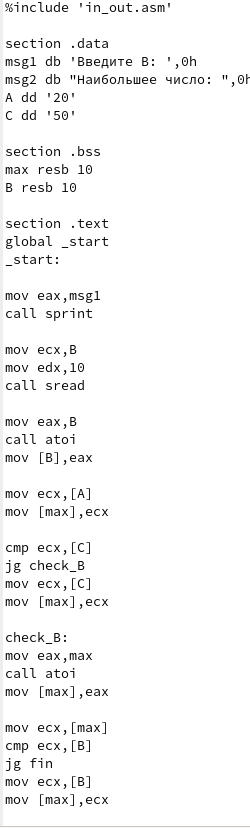 %include 'in_out.asm'
section .data
msg1 db 'Введите B: ',0h
msg2 db "Наибольшее число: ",0h
A dd '20'
C dd '50'
section .bss
max resb 10
B resb 10
section .text
global _start
_start:
mov eax,msg1
call sprint
mov ecx,B
mov edx,10
call sread
mov eax,B
call atoi
mov [B],eax
mov ecx,[A]
mov [max],ecx
cmp ecx,[C]
jg check_B
mov ecx,[C]
mov [max],ecx
check_B:
mov eax,max
call atoi
mov [max],eax
mov ecx,[max]
cmp ecx,[B]
jg fin
mov ecx,[B]
mov [max],ecx